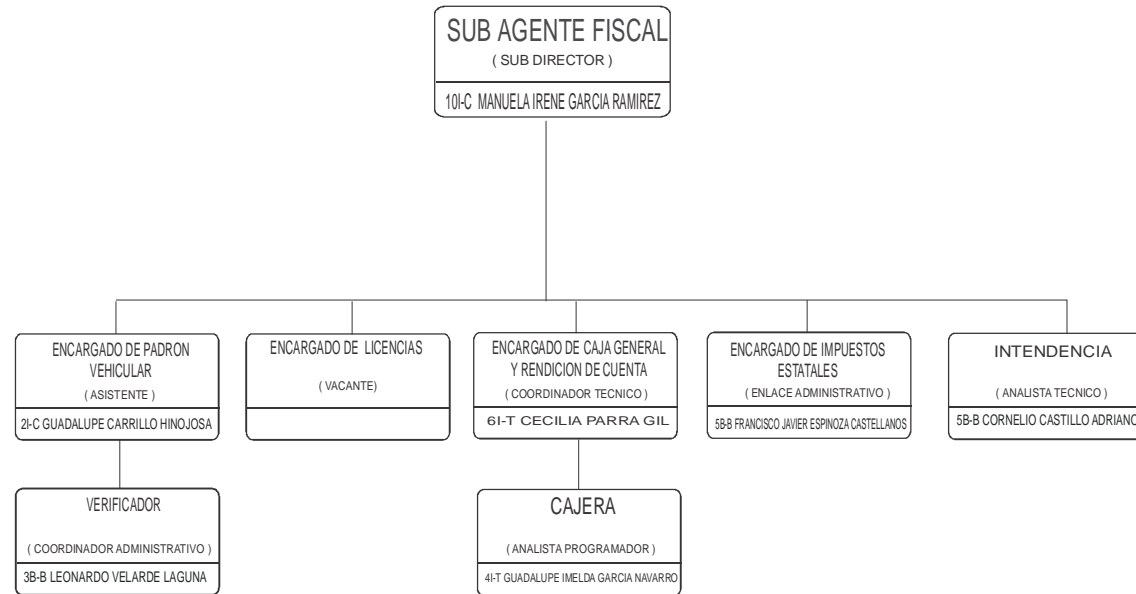 SUB AGENTE FISCAL
( SUB DIRECTOR )
10I-C MANUELA IRENE GARCIA RAMIREZ
ENCARGADO DE PADRON
VEHICULAR
( ASISTENTE )
2I-C GUADALUPE CARRILLO HINOJOSA
ENCARGADO DE LICENCIAS
( VACANTE)
ENCARGADO DE CAJA GENERAL
Y RENDICION DE CUENTA
( COORDINADOR TECNICO )
6I-T CECILIA PARRA GIL
ENCARGADO DE IMPUESTOS
ESTATALES
( ENLACE ADMINISTRATIVO )
5B-B FRANCISCO JAVIER ESPINOZA CASTELLANOS
INTENDENCIA
( ANALISTA TECNICO )
5B-B CORNELIO CASTILLO ADRIANO
VERIFICADOR
( COORDINADOR ADMINISTRATIVO )
3B-B LEONARDO VELARDE LAGUNA
CAJERA
( ANALISTA PROGRAMADOR )
4I-T GUADALUPE IMELDA GARCIA NAVARRO